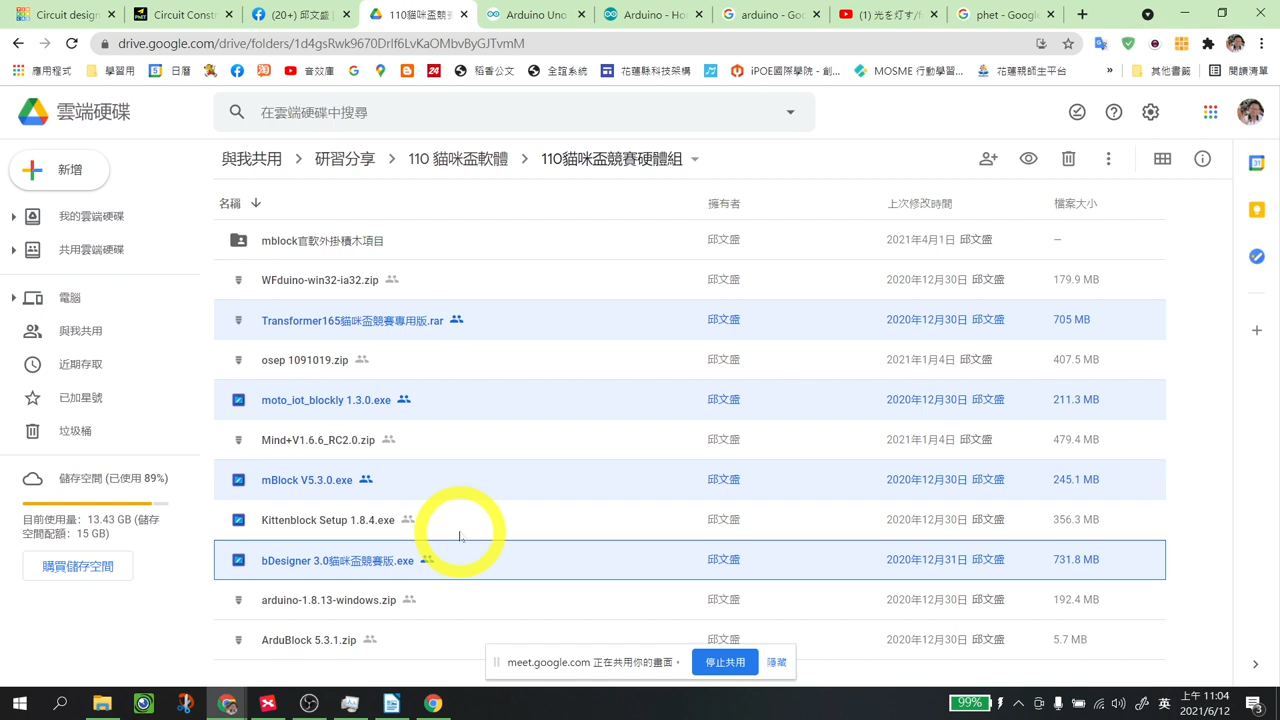 Facebook
PhET Col
Arduino Uno
(20) 邱文盛 /
110貓咪盃競賽
Arduino Uno
Arduino - Ho
arduino - Goo
(1) 光を灯す/
phet - Google
drive.google.com/drive/folders/1d4gsRwk9670Drlf6LvKaOMbvByCITvmM
應用程式
學習用
日曆
音效庫
稻香公文
全誼系統
花蓮縣科技架構
iPOE國際學院 - 創...
MOSME 行動學習...
花蓮親師生平台
»
其他書籤
閱讀清單
雲端硬碟
在雲端硬碟中搜尋
新增
我的雲端硬碟
共用雲端硬碟
電腦
與我共用
近期存取
已加星號
垃圾桶
儲存空間 (已使用 89%)
目前使用量：13.43 GB (儲存
空間配額：15 GB)
購買儲存空間
與我共用 > 研習分享 > 110 貓咪盃軟體 > 110貓咪盃競賽硬體組
名稱 擁有者 上次修改時間 檔案大小
mblock官軟外掛積木項目 邱文盛 2021年4月1日 邱文盛 —
WFduino-win32-ia32.zip 邱文盛 2020年12月30日 邱文盛 179.9 MB
Transformer165貓咪盃競賽專用版.rar 邱文盛 2020年12月30日 邱文盛 705 MB
osep 1091019.zip 邱文盛 2021年1月4日 邱文盛 407.5 MB
moto_iot_blockly 1.3.0.exe 邱文盛 2020年12月30日 邱文盛 211.3 MB
Mind+V1.6.6_RC2.0.zip 邱文盛 2021年1月4日 邱文盛 479.4 MB
mBlock V5.3.0.exe 邱文盛 2020年12月30日 邱文盛 245.1 MB
Kittenblock Setup 1.8.4.exe 邱文盛 2020年12月30日 邱文盛 356.3 MB
bDesigner 3.0貓咪盃競賽版.exe 邱文盛 2020年12月31日 邱文盛 731.8 MB
arduino-1.8.13-windows.zip 邱文盛 2020年12月30日 邱文盛 192.4 MB
ArduBlock 5.3.1.zip 邱文盛 2020年12月30日 邱文盛 5.7 MB
meet.google.com 正在共用你的畫面。
停止共用
隱藏
99%
英
上午 11:04
2021/6/12
3